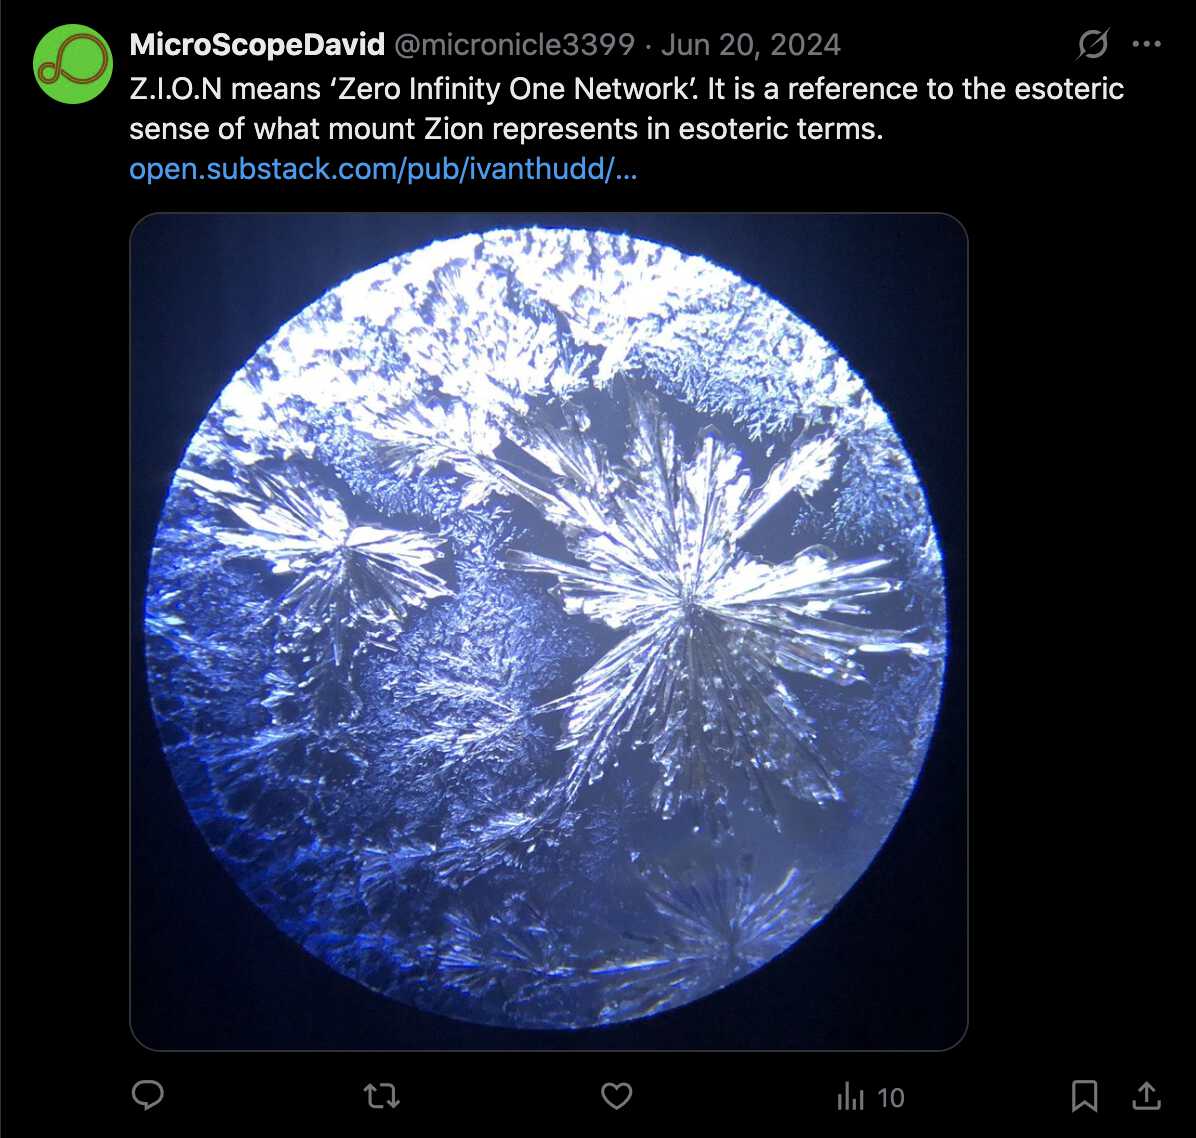 MicroScopeDavid @micronicle3399 · Jun 20, 2024
Z.I.O.N means ‘Zero Infinity One Network’. It is a reference to the esoteric
sense of what mount Zion represents in esoteric terms.
open.substack.com/pub/ivanthudd/...
10